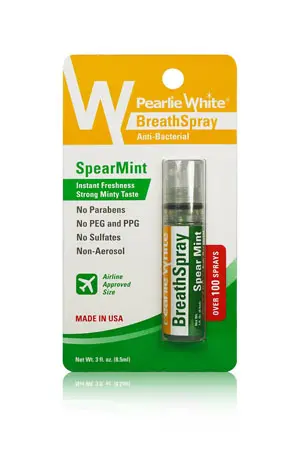 W
Pearlie White®
BreathSpray
Anti-Bacterial
SpearMint
Instant Freshness
Strong Minty Taste
No Parabens
No PEG and PPG
No Sulfates
Non-Aerosol
Airline
Approved
Size
MADE IN USA
Net Wt. 3 fl. oz. (8.5ml)
Pearlie White
BreathSpray
Spear Mint
OVER 100 SPRAYS